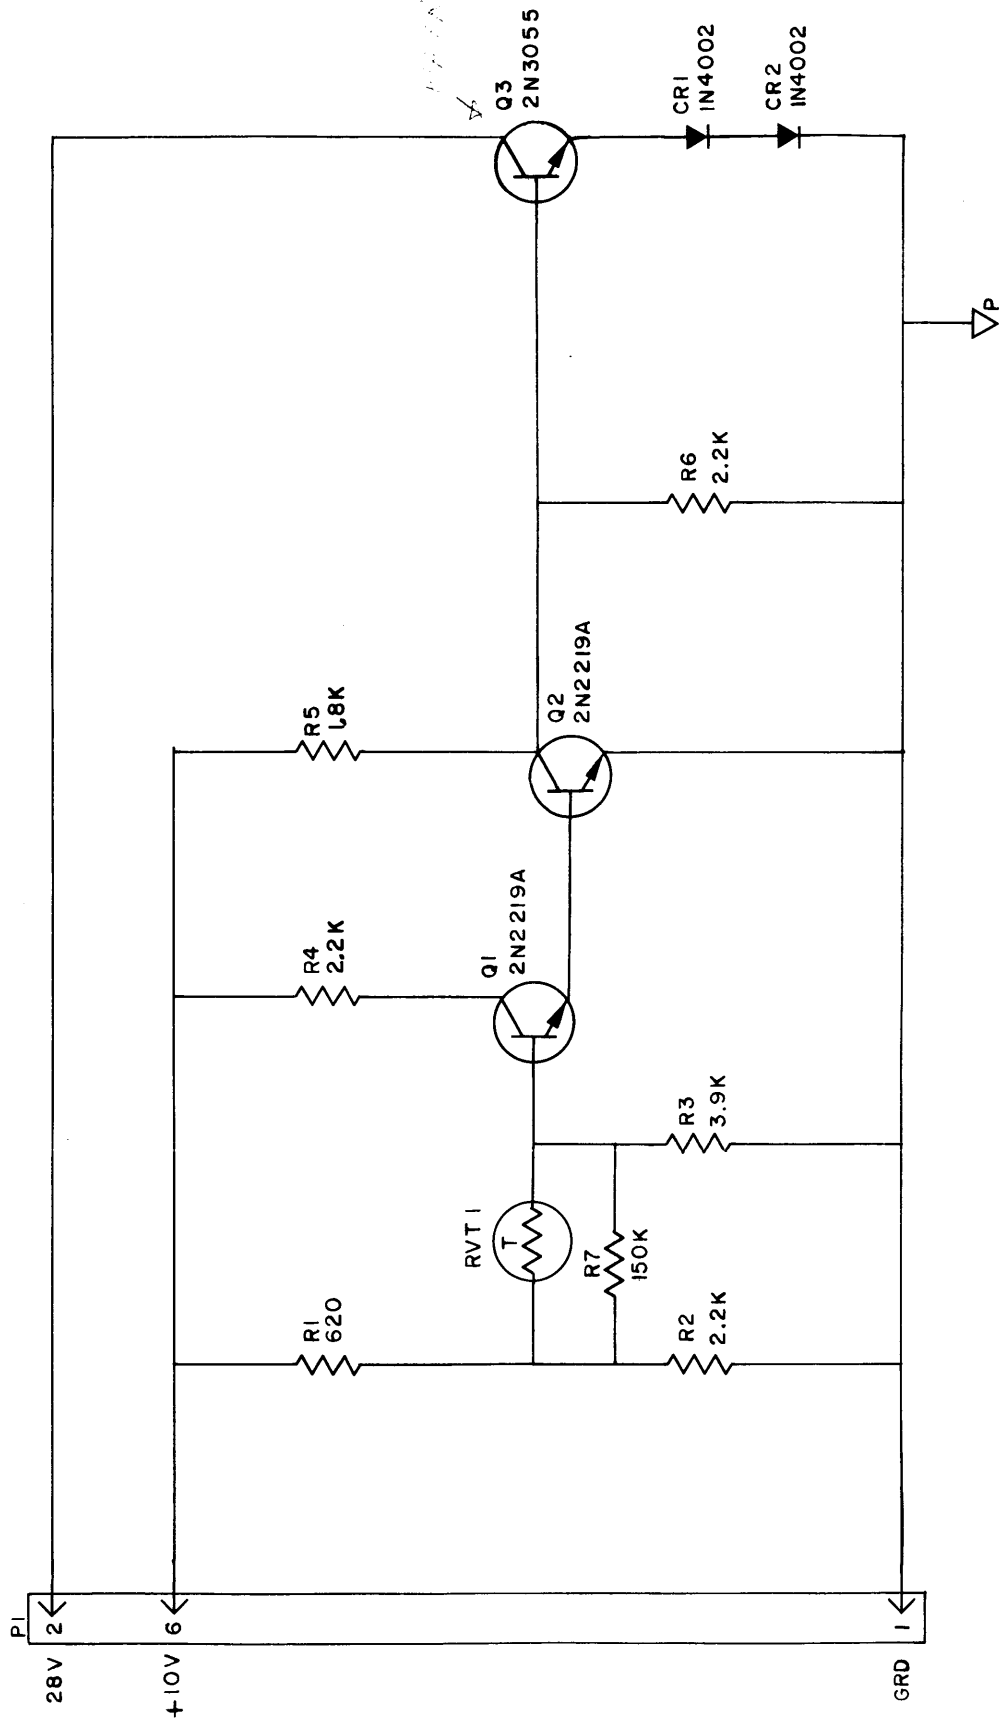 P1
28V 2
+10V 6
GRD 1
R1
620
R2
2.2K
RVT1
T
R7
150K
R3
3.9K
R4
2.2K
Q1
2N2219A
R5
1.8K
Q2
2N2219A
R6
2.2K
Q3
2N3055
CR1
1N4002
CR2
1N4002
P